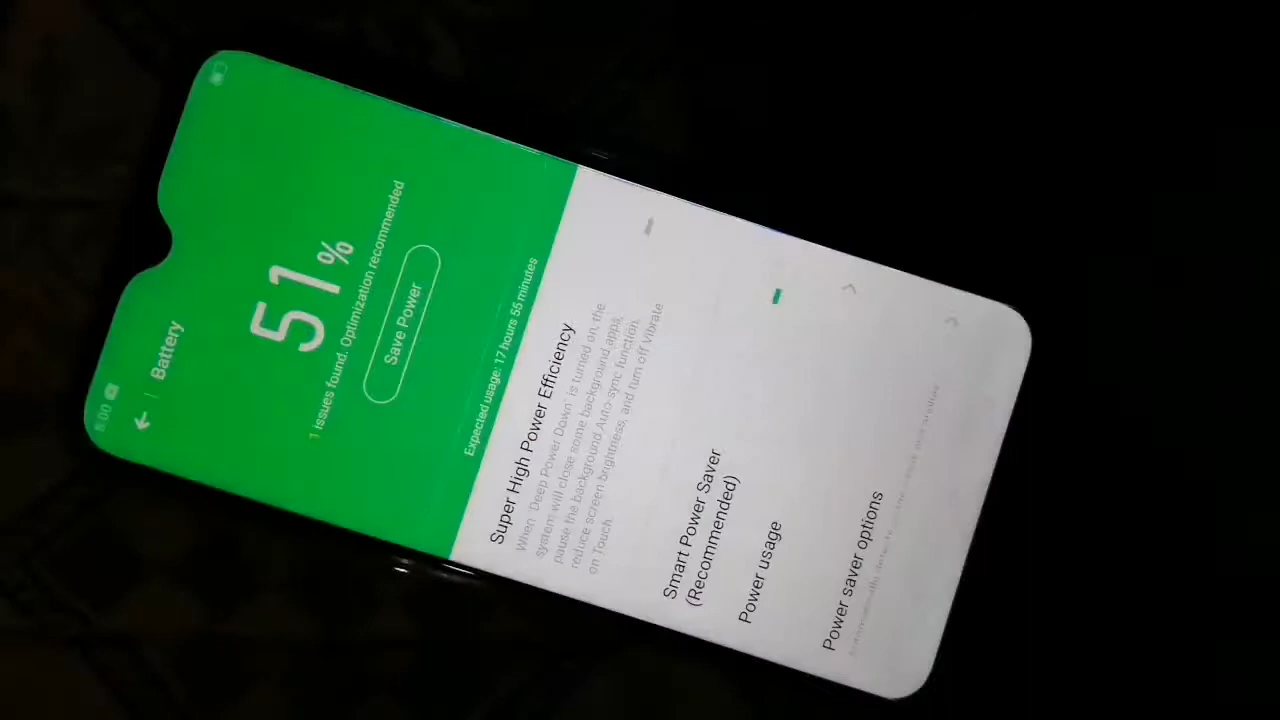 Battery
51%
1 issues found. Optimization recommended
Save Power
Expected usage: 17 hours 55 minutes
Super High Power Efficiency
When "Deep Power Down" is turned on, the
system will close some background apps,
pause the background Auto-sync function,
reduce screen brightness, and turn off Vibrate
on Touch.
Smart Power Saver
(Recommended)
Power usage
Power saver options